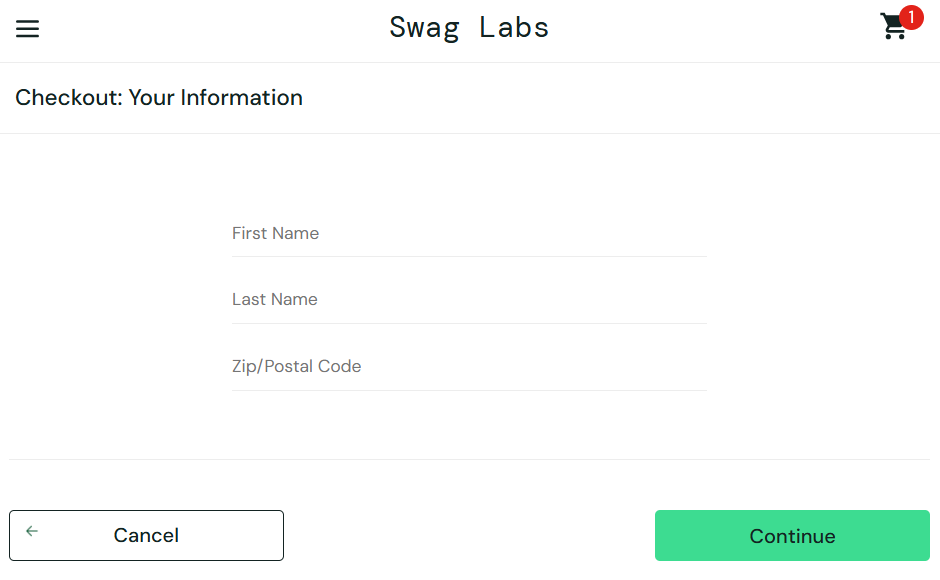 Swag Labs
1
Checkout: Your Information
First Name
Last Name
Zip/Postal Code
Cancel
Continue